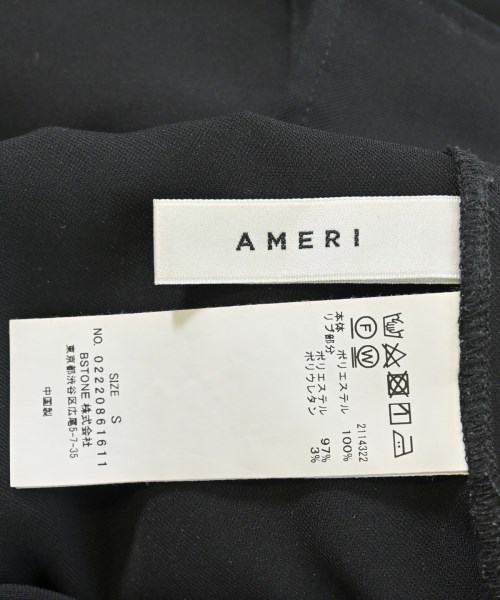 AMERI
2114322
本体 ポリエステル 100%
リブ部分 ポリエステル 97%
ポリウレタン 3%
SIZE S
NO. 02220861611
BSTONE 株式会社
東京都渋谷区広尾5-7-35
中国製